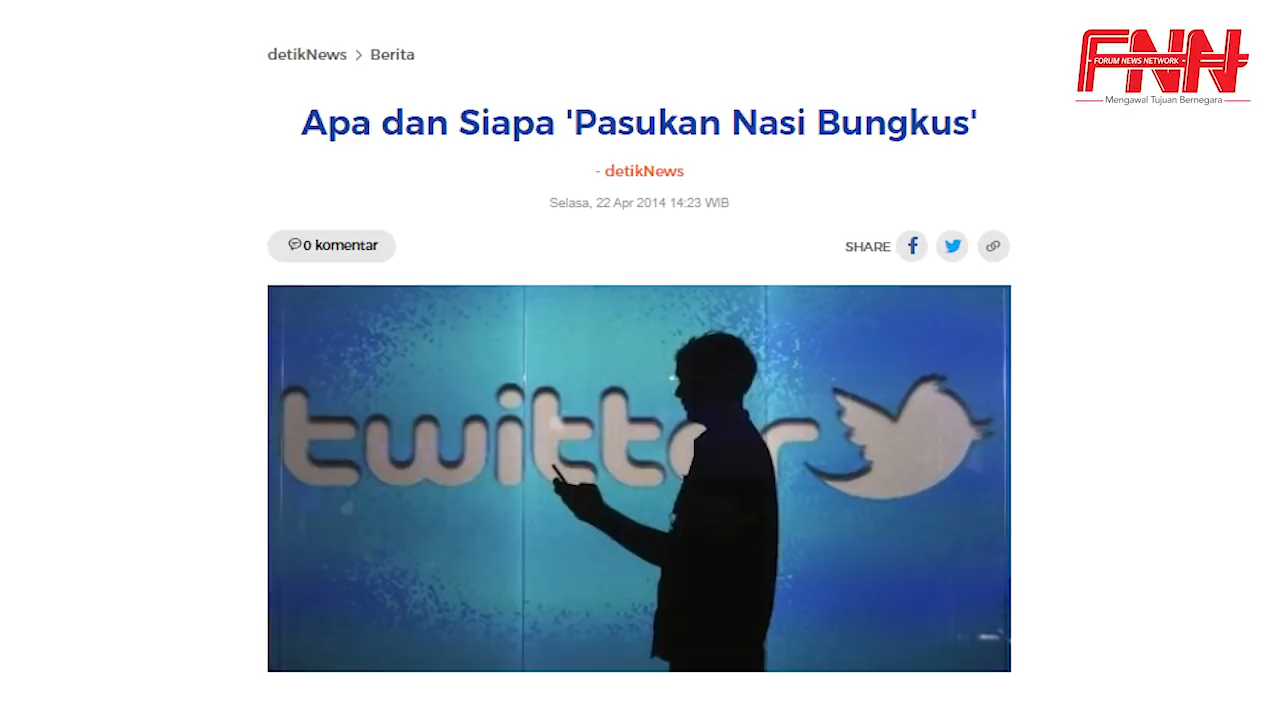 detikNews > Berita
FNN
FORUM NEWS NETWORK
Mengawal Tujuan Bernegara
Apa dan Siapa 'Pasukan Nasi Bungkus'
- detikNews
Selasa, 22 Apr 2014 14:23 WIB
0 komentar
SHARE
twitter